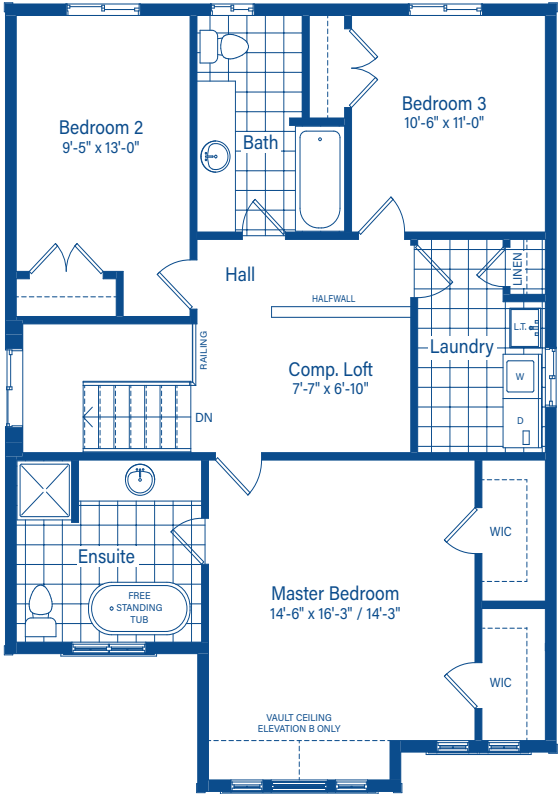 Bedroom 2
9'-5" x 13'-0"
Bath
Bedroom 3
10'-6" x 11'-0"
Hall
LINEN
HALFWALL
L.T.
RAILING
Laundry
Comp. Loft
7'-7" x 6'-10"
W
DN
D
WIC
Ensuite
FREE
STANDING
TUB
Master Bedroom
14'-6" x 16'-3" / 14'-3"
WIC
VAULT CEILING
ELEVATION B ONLY